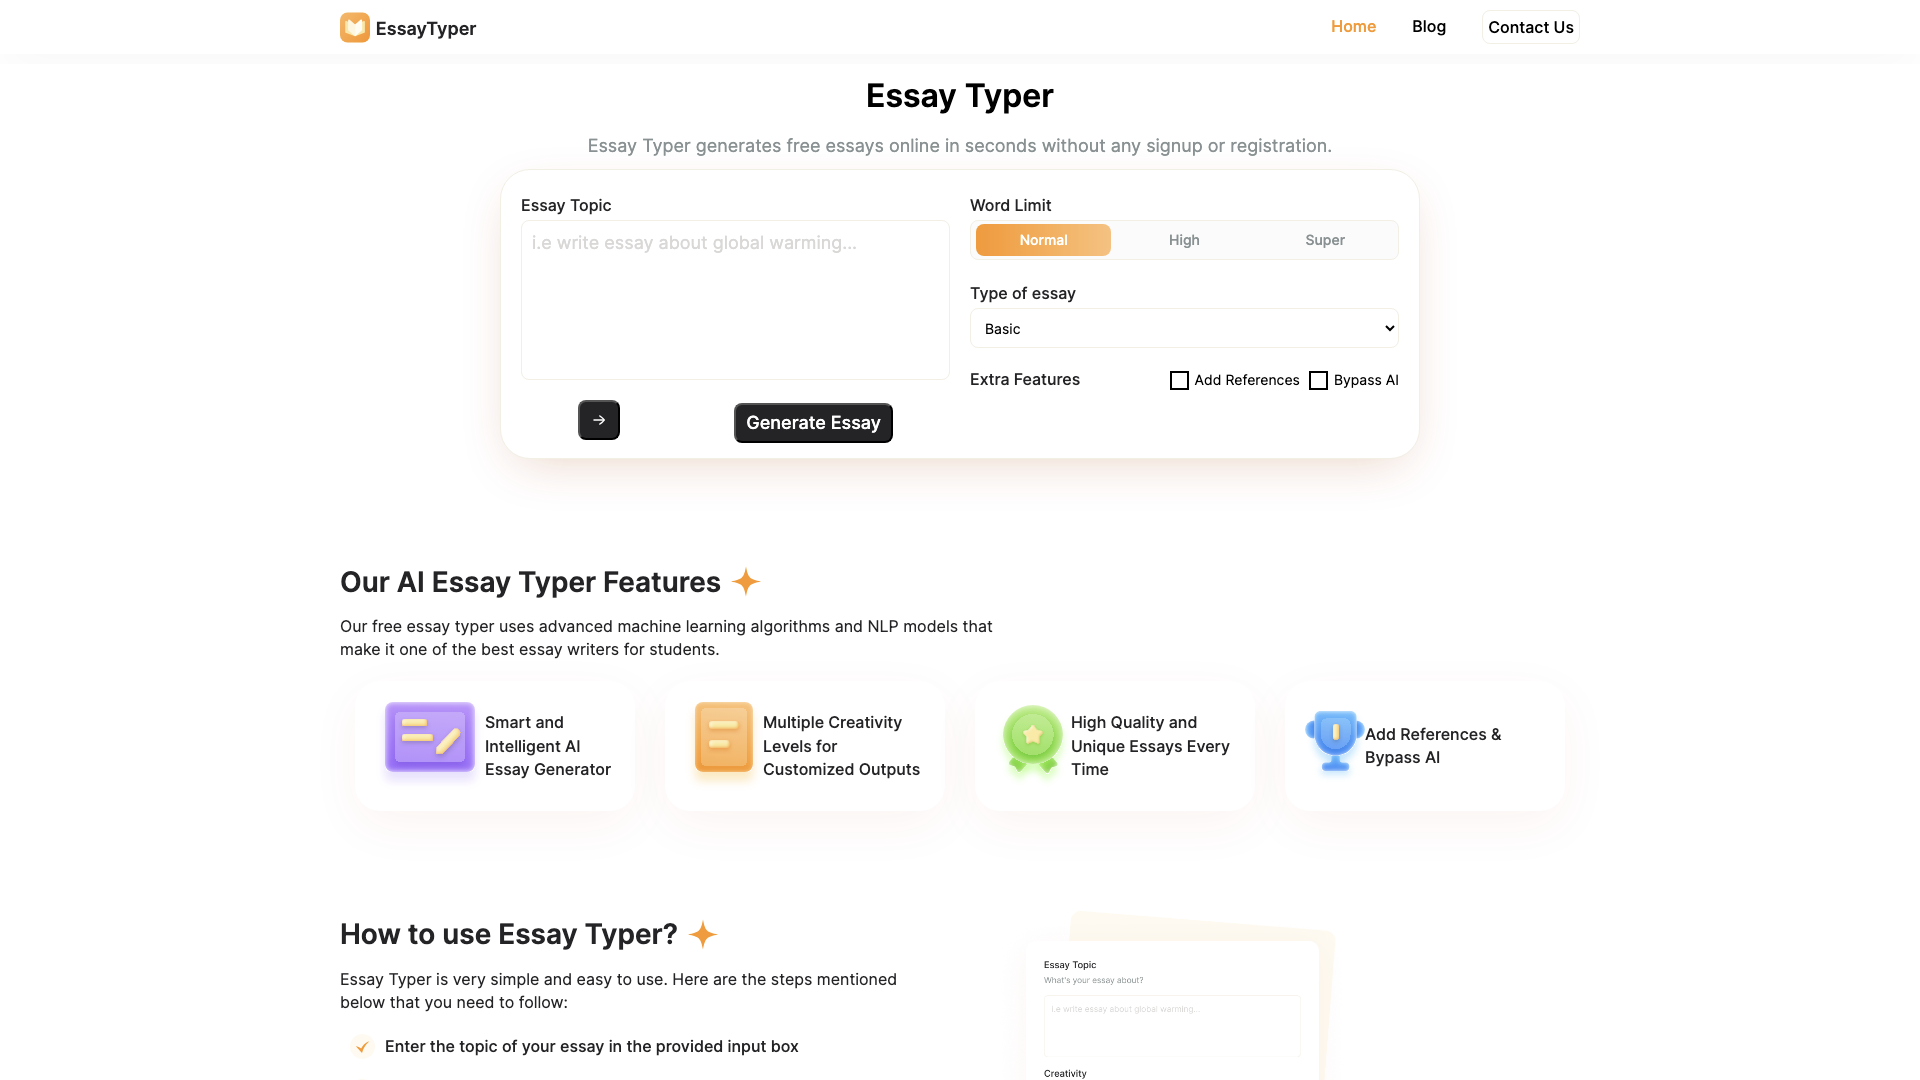 EssayTyper
Home
Blog
Contact Us
Essay Typer
Essay Typer generates free essays online in seconds without any signup or registration.
Essay Topic
i.e write essay about global warming...
Word Limit
Normal
High
Super
Type of essay
Basic
Extra Features
Add References
Bypass AI
Generate Essay
Our AI Essay Typer Features
Our free essay typer uses advanced machine learning algorithms and NLP models that
make it one of the best essay writers for students.
Smart and
Intelligent AI
Essay Generator
Multiple Creativity
Levels for
Customized Outputs
High Quality and
Unique Essays Every
Time
Add References &
Bypass AI
How to use Essay Typer?
Essay Typer is very simple and easy to use. Here are the steps mentioned
below that you need to follow:
Enter the topic of your essay in the provided input box
Essay Topic
What's your essay about?
i.e write essay about global warming...
Creativity